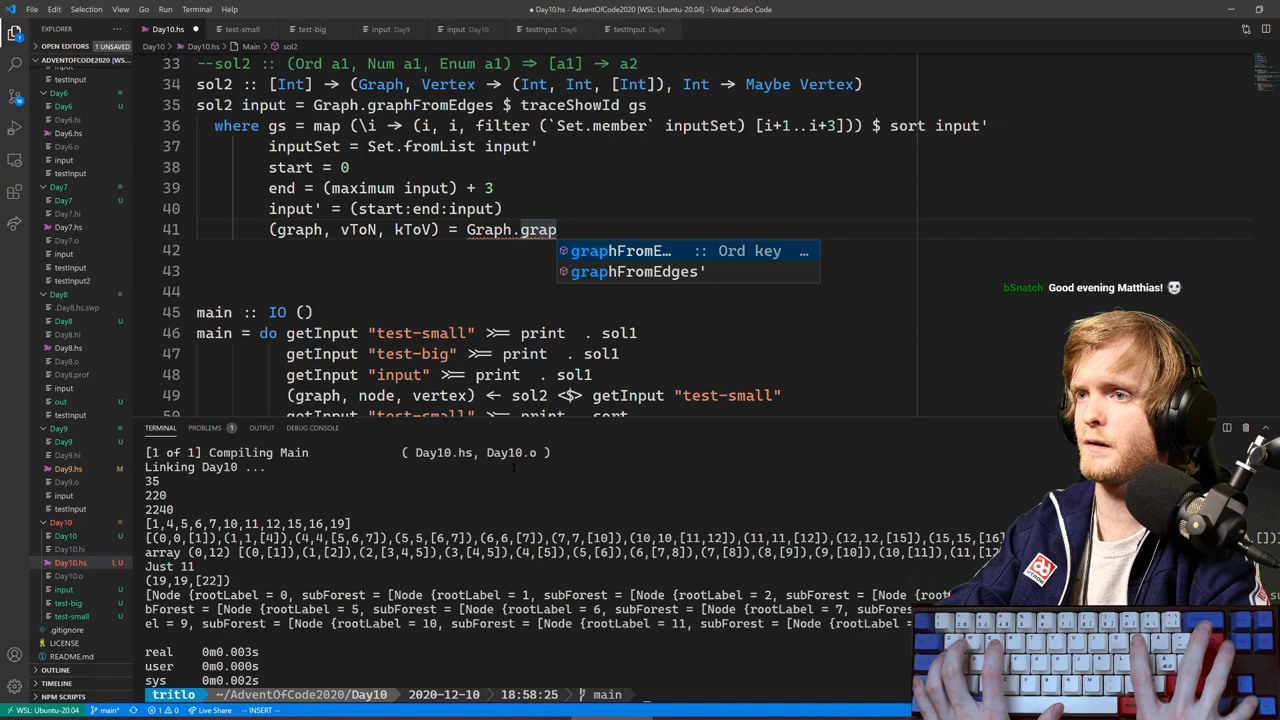 File Edit Selection View Go Run Terminal Help
● Day10.hs - AdventOfCode2020 [WSL: Ubuntu-20.04] - Visual Studio Code
EXPLORER
Day10.hs ● test-small test-big input Day9 input Day10 testInput Day6 testInput Day9
OPEN EDITORS 1 UNSAVED
Day10 > Day10.hs > Main > sol2
ADVENTOFCODE2020 [WS...
testInput
Day6
Day6 U
Day6.hi
Day6.hs
Day6.o
input
testInput
Day7
Day7 U
Day7.hi
Day7.hs
Day7.o
input
testInput
testInput2
Day8
.Day8.hs.swp
Day8 U
Day8.hi
Day8.hs
Day8.o
Day8.prof
input
out U
testInput
Day9
Day9 U
Day9.hi
Day9.hs M
Day9.o
input
testInput
Day10
Day10 U
Day10.hi
Day10.hs 1, U
Day10.o
input U
test-big U
test-small U
.gitignore
LICENSE
README.md
OUTLINE
TIMELINE
NPM SCRIPTS
33 --sol2 :: (Ord a1, Num a1, Enum a1) => [a1] -> a2
34 sol2 :: [Int] -> (Graph, Vertex -> (Int, Int, [Int]), Int -> Maybe Vertex)
35 sol2 input = Graph.graphFromEdges $ traceShowId gs
36 where gs = map (\i -> (i, i, filter (`Set.member` inputSet) [i+1..i+3])) $ sort input'
37 inputSet = Set.fromList input'
38 start = 0
39 end = (maximum input) + 3
40 input' = (start:end:input)
41 (graph, vToN, kToV) = Graph.grap
42 graphFromE… :: Ord key …
43 graphFromEdges'
44
45 main :: IO ()
46 main = do getInput "test-small" >>= print . sol1
47 getInput "test-big" >>= print . sol1
48 getInput "input" >>= print . sol1
49 (graph, node, vertex) <- sol2 <$> getInput "test-small"
50 getInput "test-small" >>= print . sort
bSnatch Good evening Matthias!
TERMINAL PROBLEMS 1 OUTPUT DEBUG CONSOLE
[1 of 1] Compiling Main ( Day10.hs, Day10.o )
Linking Day10 ...
35
220
2240
[1,4,5,6,7,10,11,12,15,16,19]
[(0,0,[1]),(1,1,[4]),(4,4,[5,6,7]),(5,5,[6,7]),(6,6,[7]),(7,7,[10]),(10,10,[11,12]),(11,11,[12]),(12,12,[15]),(15,15,[16
array (0,12) [(0,[1]),(1,[2]),(2,[3,4,5]),(3,[4,5]),(4,[5]),(5,[6]),(6,[7,8]),(7,[8]),(8,[9]),(9,[10]),(10,[11]),(11,[12
Just 11
(19,19,[22])
[Node {rootLabel = 0, subForest = [Node {rootLabel = 1, subForest = [Node {rootLabel = 2, subForest = [Node {rootLabel
bForest = [Node {rootLabel = 5, subForest = [Node {rootLabel = 6, subForest = [Node {rootLabel = 7, subForest
el = 9, subForest = [Node {rootLabel = 10, subForest = [Node {rootLabel = 11, subForest = [Node {rootLabel
real 0m0.003s
user 0m0.000s
sys 0m0.002s
tritlo ~/AdventOfCode2020/Day10 2020-12-10 18:58:25 main
WSL: Ubuntu-20.04 main* 1 0 Live Share -- INSERT --